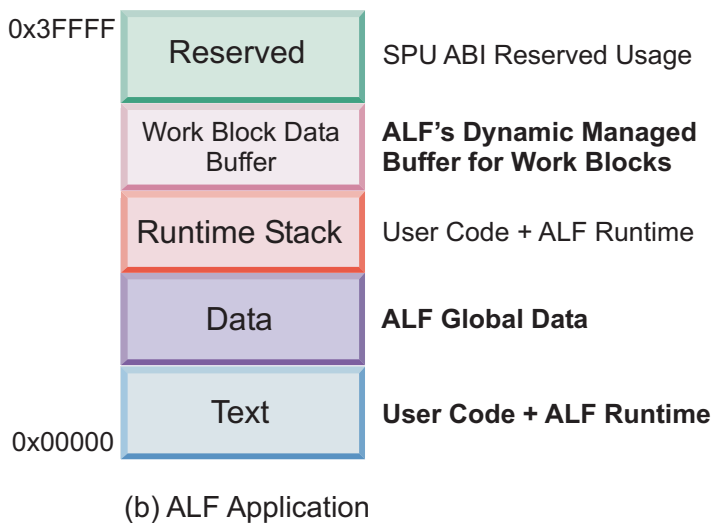 0x3FFFF
Reserved
SPU ABI Reserved Usage
Work Block Data
Buffer
ALF's Dynamic Managed
Buffer for Work Blocks
Runtime Stack
User Code + ALF Runtime
Data
ALF Global Data
Text
User Code + ALF Runtime
0x00000
(b) ALF Application